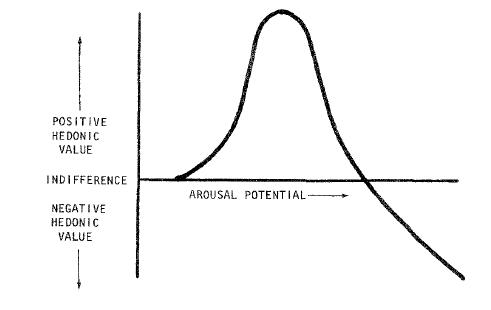 POSITIVE
HEDONIC
VALUE
INDIFFERENCE
AROUSAL POTENTIAL
NEGATIVE
HEDONIC
VALUE